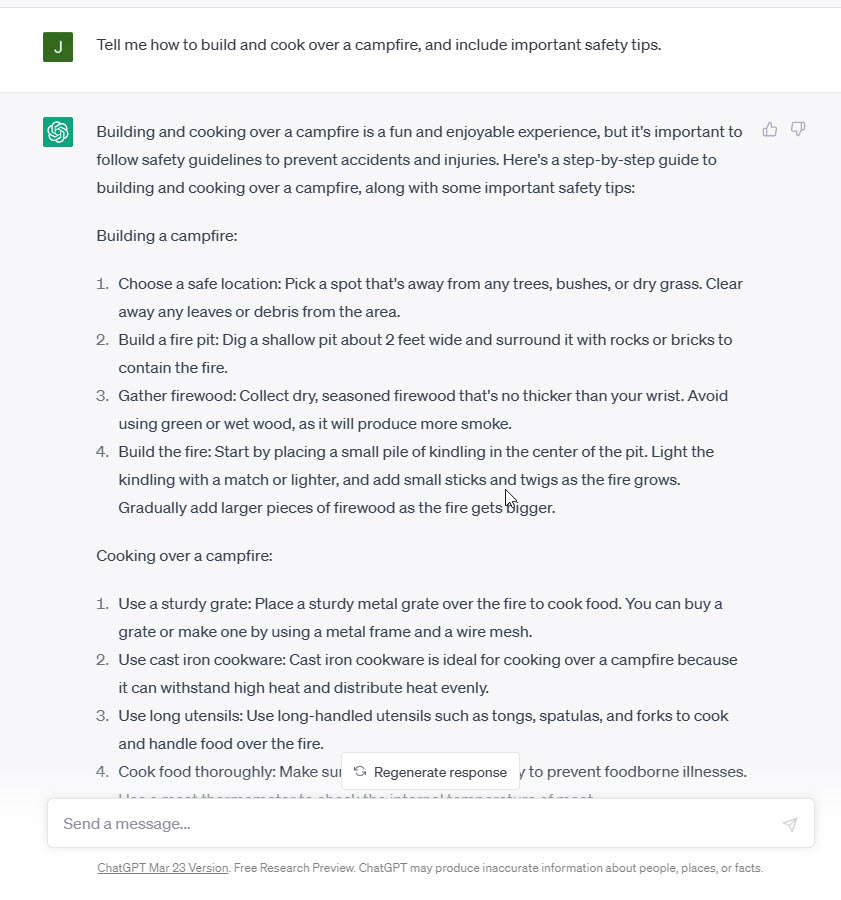 J
Tell me how to build and cook over a campfire, and include important safety tips.
Building and cooking over a campfire is a fun and enjoyable experience, but it's important to
follow safety guidelines to prevent accidents and injuries. Here's a step-by-step guide to
building and cooking over a campfire, along with some important safety tips:
Building a campfire:
1. Choose a safe location: Pick a spot that's away from any trees, bushes, or dry grass. Clear
away any leaves or debris from the area.
2. Build a fire pit: Dig a shallow pit about 2 feet wide and surround it with rocks or bricks to
contain the fire.
3. Gather firewood: Collect dry, seasoned firewood that's no thicker than your wrist. Avoid
using green or wet wood, as it will produce more smoke.
4. Build the fire: Start by placing a small pile of kindling in the center of the pit. Light the
kindling with a match or lighter, and add small sticks and twigs as the fire grows.
Gradually add larger pieces of firewood as the fire gets bigger.
Cooking over a campfire:
1. Use a sturdy grate: Place a sturdy metal grate over the fire to cook food. You can buy a
grate or make one by using a metal frame and a wire mesh.
2. Use cast iron cookware: Cast iron cookware is ideal for cooking over a campfire because
it can withstand high heat and distribute heat evenly.
3. Use long utensils: Use long-handled utensils such as tongs, spatulas, and forks to cook
and handle food over the fire.
4. Cook food thoroughly: Make su y to prevent foodborne illnesses.
Regenerate response
Use a meat thermometer to check the internal temperature of meat.
Send a message...
ChatGPT Mar 23 Version. Free Research Preview. ChatGPT may produce inaccurate information about people, places, or facts.